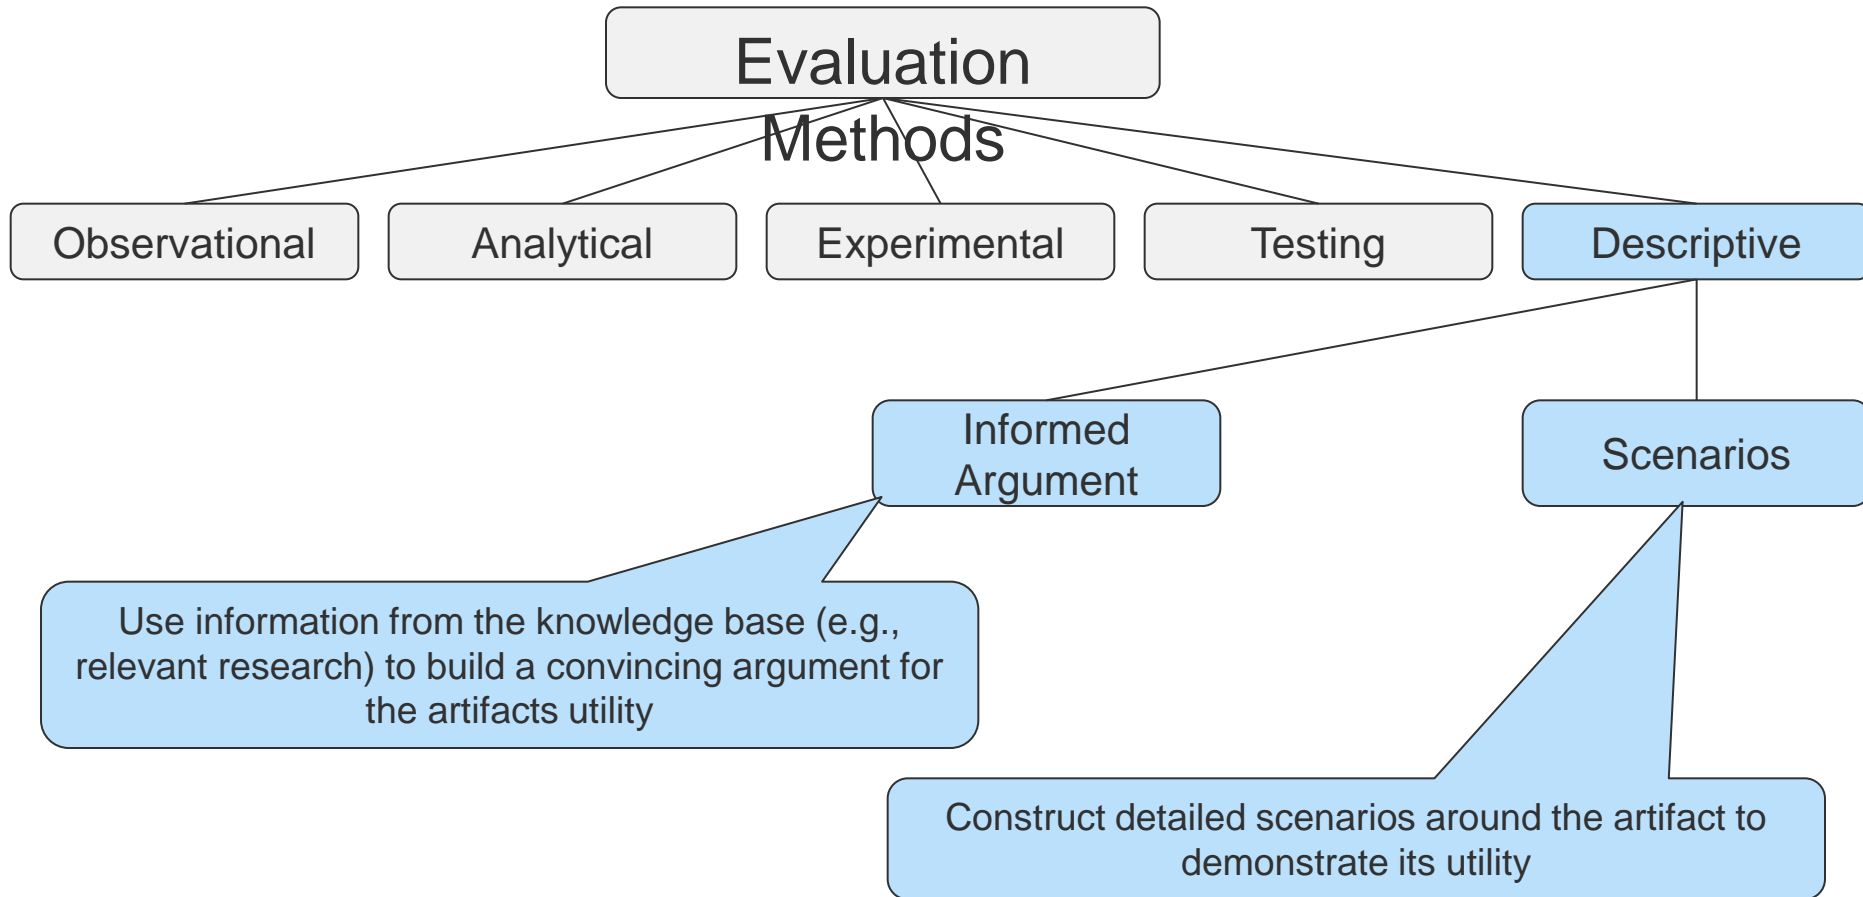 Evaluation
Methods
Observational
Analytical
Experimental
Testing
Descriptive
Informed
Argument
Scenarios
Use information from the knowledge base (e.g.,
relevant research) to build a convincing argument for
the artifacts utility
Construct detailed scenarios around the artifact to
demonstrate its utility